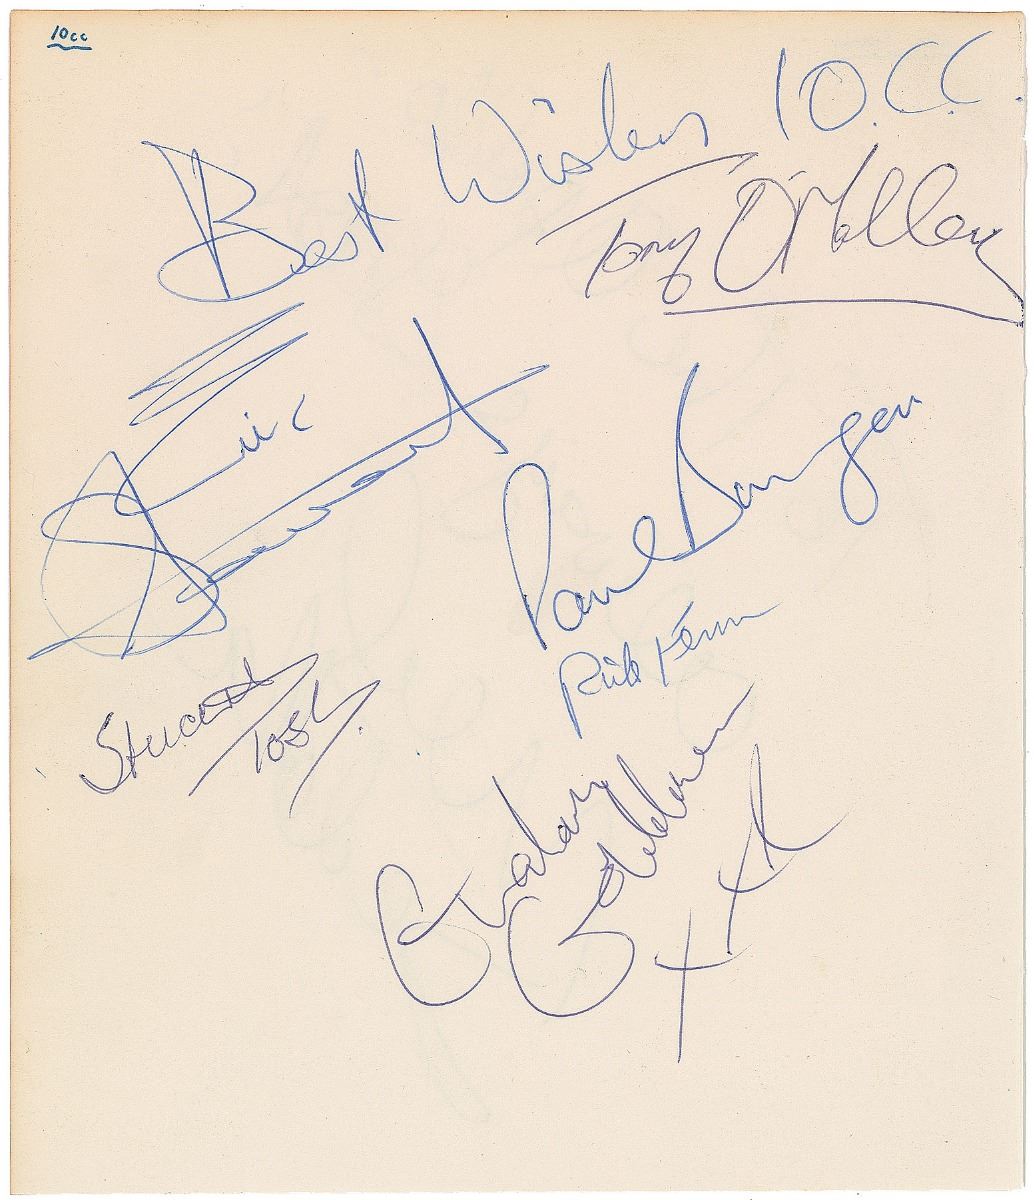 10cc
Best Wishes 10.CC.
Tony O'Malley
Eric
Stewart
Paul Burgess
Rick Fenn
Stuart
Tosh
Graham
Gouldman